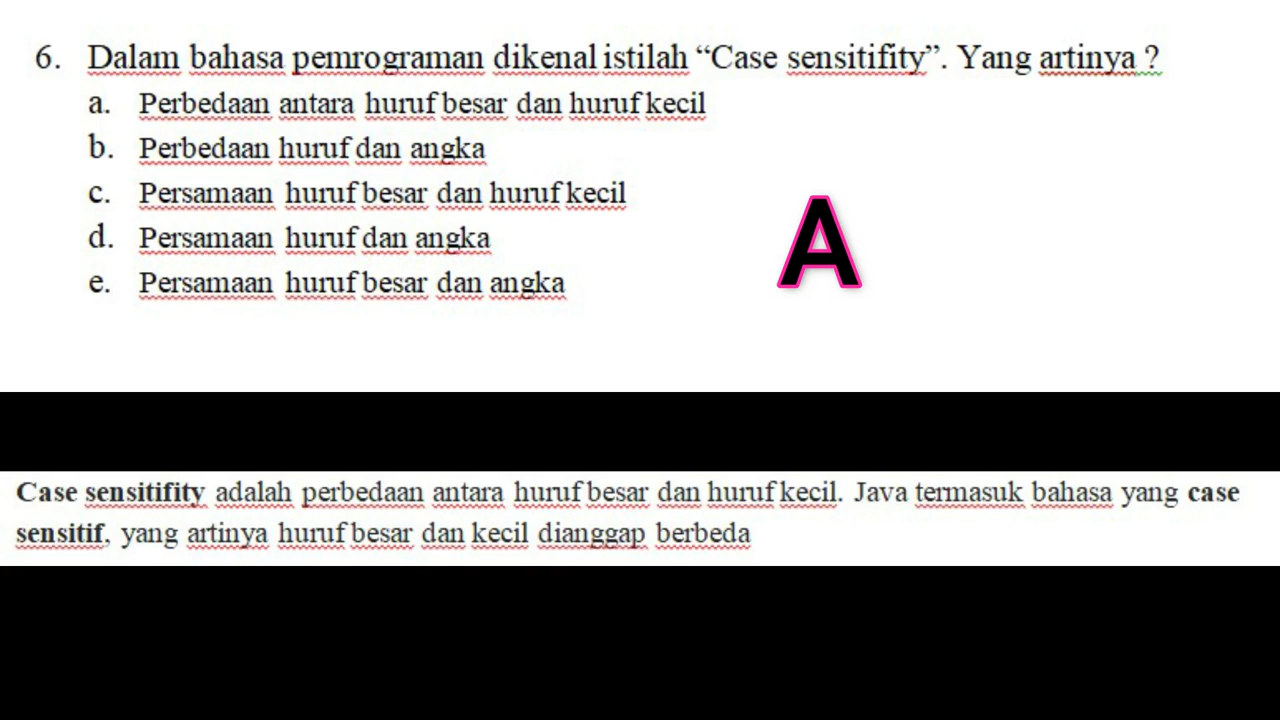 6. Dalam bahasa pemrograman dikenal istilah “Case sensitifity”. Yang artinya ?
a. Perbedaan antara huruf besar dan huruf kecil
b. Perbedaan huruf dan angka
c. Persamaan huruf besar dan huruf kecil
d. Persamaan huruf dan angka
e. Persamaan huruf besar dan angka
A
Case sensitifity adalah perbedaan antara huruf besar dan huruf kecil. Java termasuk bahasa yang case
sensitif, yang artinya huruf besar dan kecil dianggap berbeda